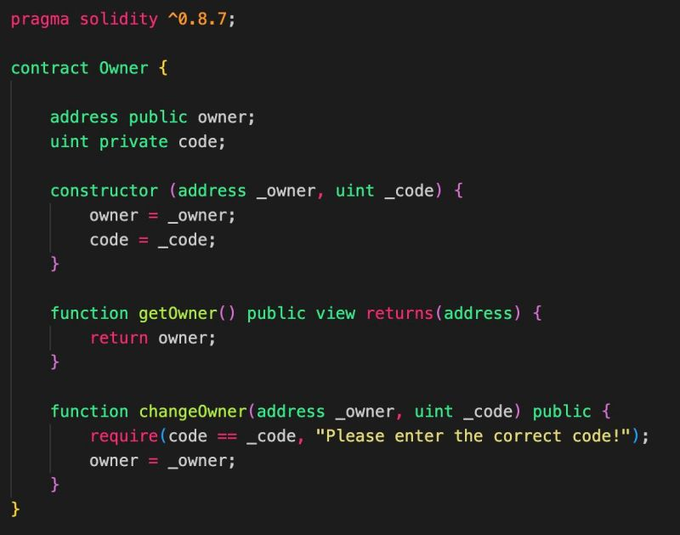 pragma solidity ^0.8.7;
contract Owner {
address public owner;
uint private code;
constructor (address _owner, uint _code) {
owner = _owner;
code = _code;
}
function getOwner() public view returns(address) {
return owner;
}
function changeOwner(address _owner, uint _code) public {
require(code == _code, "Please enter the correct code!");
owner = _owner;
}
}